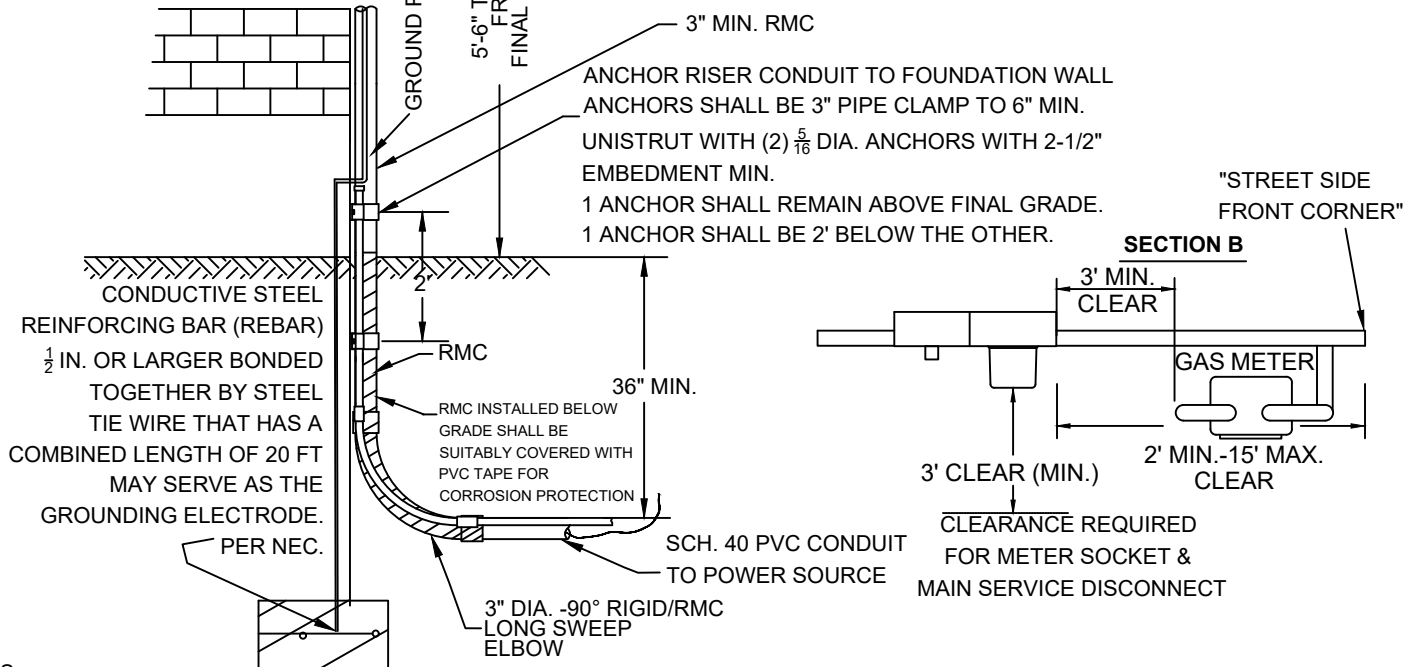 GROUND
5'-6"
FINAL
3" MIN. RMC
ANCHOR RISER CONDUIT TO FOUNDATION WALL
ANCHORS SHALL BE 3" PIPE CLAMP TO 6" MIN.
UNISTRUT WITH (2) 5/16 DIA. ANCHORS WITH 2-1/2"
EMBEDMENT MIN.
1 ANCHOR SHALL REMAIN ABOVE FINAL GRADE.
1 ANCHOR SHALL BE 2' BELOW THE OTHER.
2'
CONDUCTIVE STEEL
REINFORCING BAR (REBAR)
1/2 IN. OR LARGER BONDED
TOGETHER BY STEEL
TIE WIRE THAT HAS A
COMBINED LENGTH OF 20 FT
MAY SERVE AS THE
GROUNDING ELECTRODE.
PER NEC.
RMC
36" MIN.
RMC INSTALLED BELOW
GRADE SHALL BE
SUITABLY COVERED WITH
PVC TAPE FOR
CORROSION PROTECTION
SCH. 40 PVC CONDUIT
TO POWER SOURCE
3" DIA. -90° RIGID/RMC
LONG SWEEP
ELBOW
"STREET SIDE
FRONT CORNER"
SECTION B
3' MIN.
CLEAR
GAS METER
2' MIN.-15' MAX.
CLEAR
3' CLEAR (MIN.)
CLEARANCE REQUIRED
FOR METER SOCKET &
MAIN SERVICE DISCONNECT